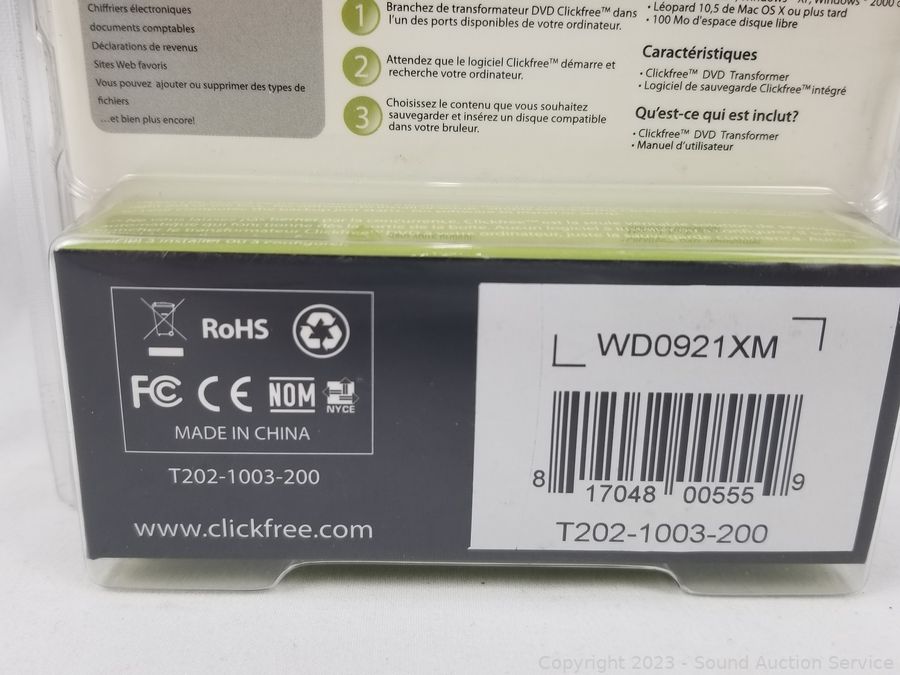 Chiffriers électroniques
documents comptables
Déclarations de revenus
Sites Web favoris
Vous pouvez ajouter ou supprimer des types de
fichiers
...et bien plus encore!
1 Branchez de transformateur DVD Clickfree™ dans
l'un des ports disponibles de votre ordinateur.
2 Attendez que le logiciel Clickfree™ démarre et
recherche votre ordinateur.
3 Choisissez le contenu que vous souhaitez
sauvegarder et insérez un disque compatible
dans votre bruleur.
• Léopard 10,5 de Mac OS X ou plus tard
• 100 Mo d'espace disque libre
Caractéristiques
• Clickfree™ DVD Transformer
• Logiciel de sauvegarde Clickfree™ intégré
Qu'est-ce qui est inclut?
• Clickfree™ DVD Transformer
• Manuel d'utilisateur
RoHS
FC CE NOM NYCE
MADE IN CHINA
T202-1003-200
www.clickfree.com
WD0921XM
8 17048 00555 9
T202-1003-200
Copyright 2023 - Sound Auction Service